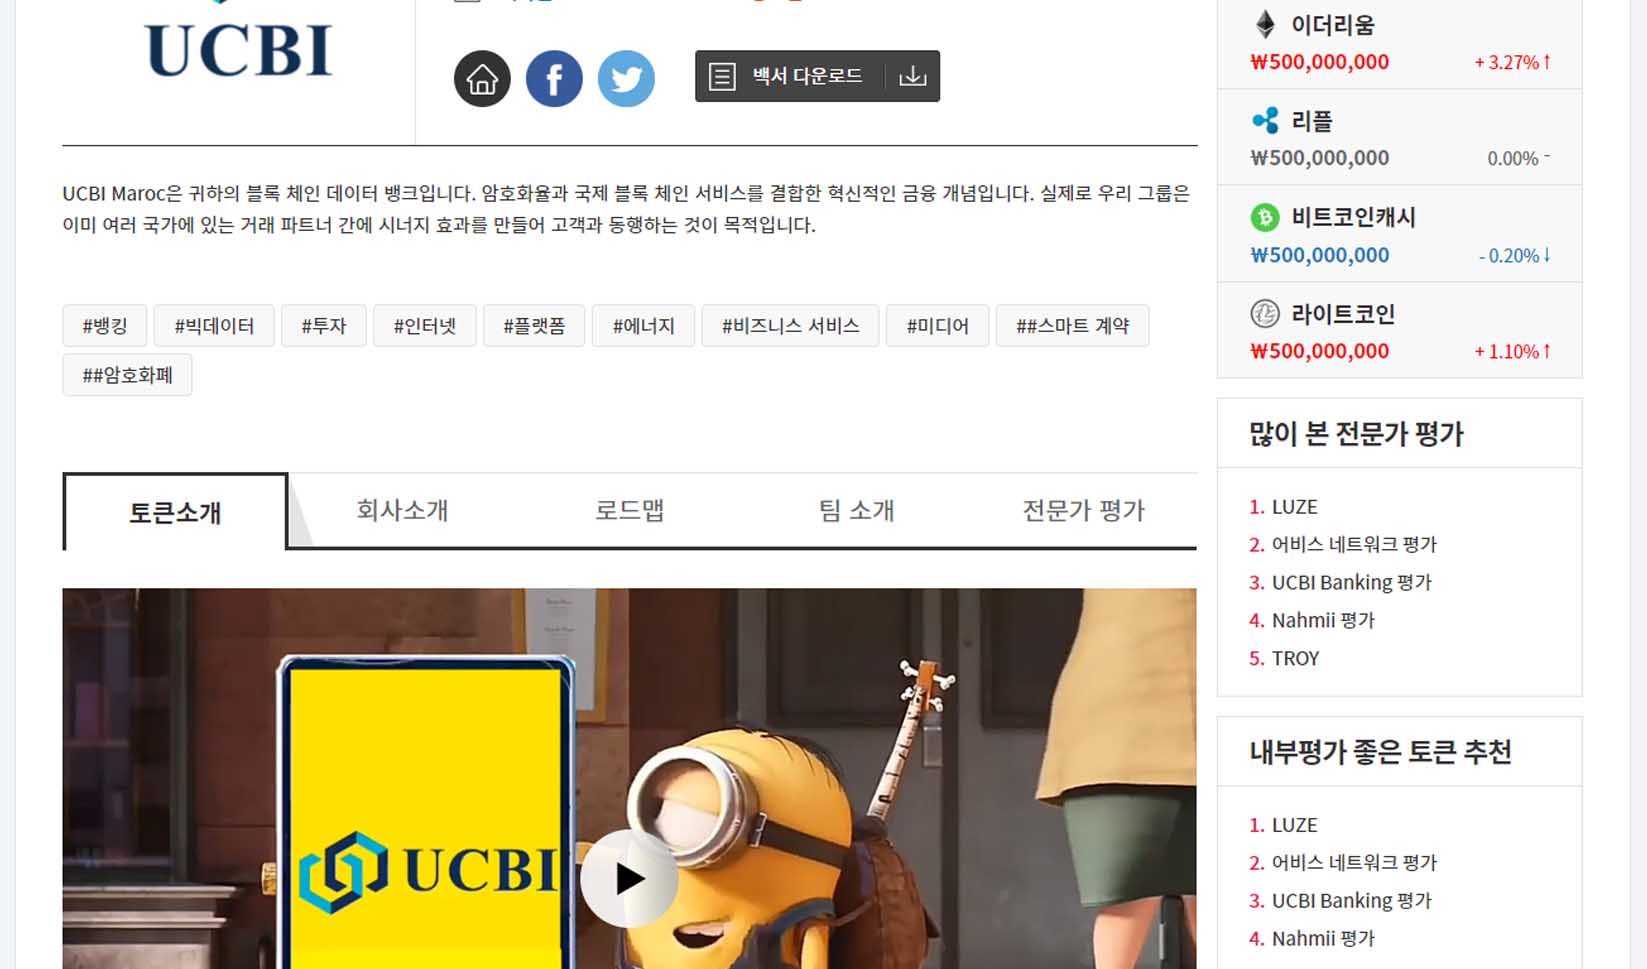 UCBI
백서 다운로드
UCBI Maroc은 귀하의 블록 체인 데이터 뱅크입니다. 암호화율과 국제 블록 체인 서비스를 결합한 혁신적인 금융 개념입니다. 실제로 우리 그룹은
이미 여러 국가에 있는 거래 파트너 간에 시너지 효과를 만들어 고객과 동행하는 것이 목적입니다.
#뱅킹 #빅데이터 #투자 #인터넷 #플랫폼 #에너지 #비즈니스 서비스 #미디어 ##스마트 계약
##암호화폐
토큰소개 회사소개 로드맵 팀 소개 전문가 평가
UCBI
이더리움
₩500,000,000 + 3.27%↑
리플
₩500,000,000 0.00% -
비트코인캐시
₩500,000,000 - 0.20%↓
라이트코인
₩500,000,000 + 1.10%↑
많이 본 전문가 평가
1. LUZE
2. 어비스 네트워크 평가
3. UCBI Banking 평가
4. Nahmii 평가
5. TROY
내부평가 좋은 토큰 추천
1. LUZE
2. 어비스 네트워크 평가
3. UCBI Banking 평가
4. Nahmii 평가